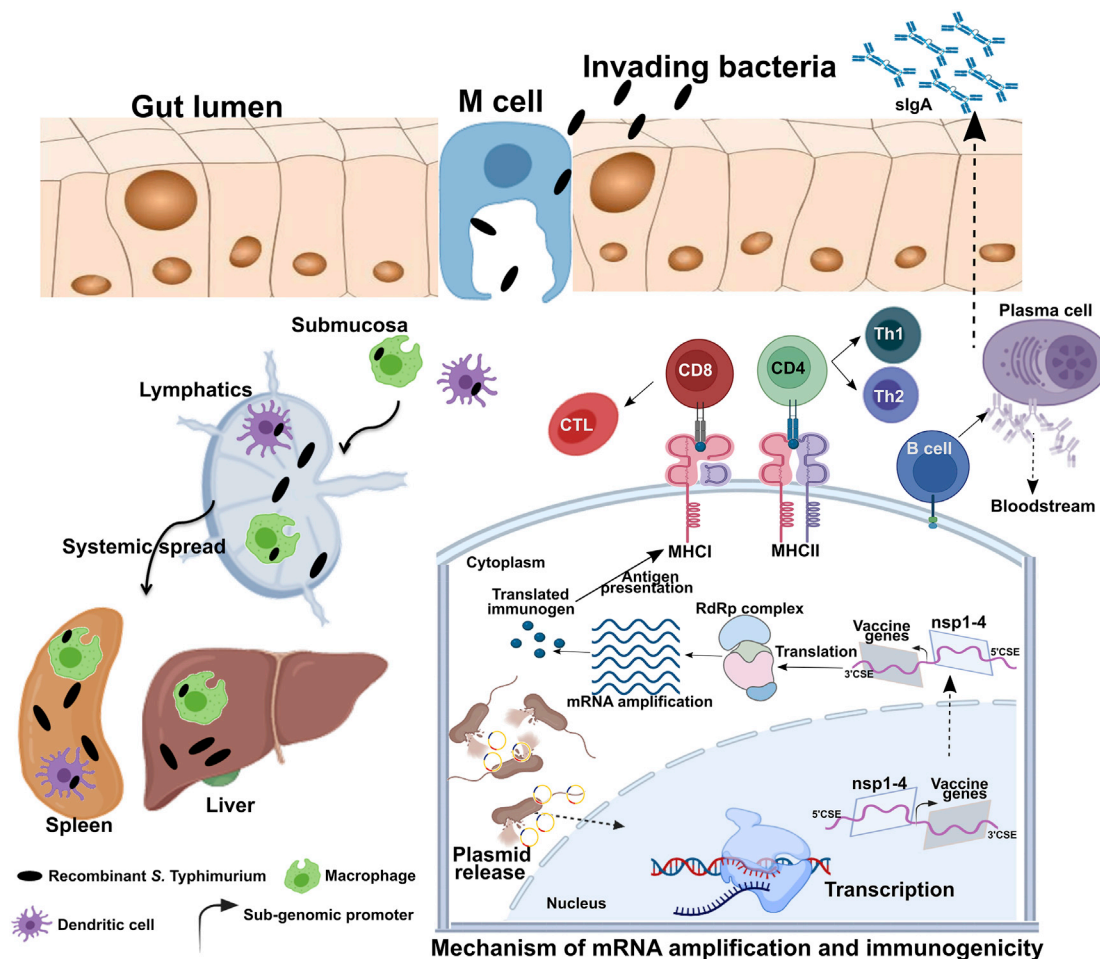 Invading bacteria
Gut lumen
M cell
sIgA
Submucosa
Lymphatics
Systemic spread
Spleen
Liver
CD8
CD4
Th1
Th2
CTL
Plasma cell
B cell
Bloodstream
MHCI
MHCII
Cytoplasm
Antigen
presentation
Translated
immunogen
RdRp complex
mRNA amplification
Translation
Vaccine
genes
nsp1-4
5'CSE
3'CSE
nsp1-4
Vaccine
genes
5'CSE
3'CSE
Plasmid
release
Nucleus
Transcription
Recombinant S. Typhimurium
Macrophage
Dendritic cell
Sub-genomic promoter
Mechanism of mRNA amplification and immunogenicity